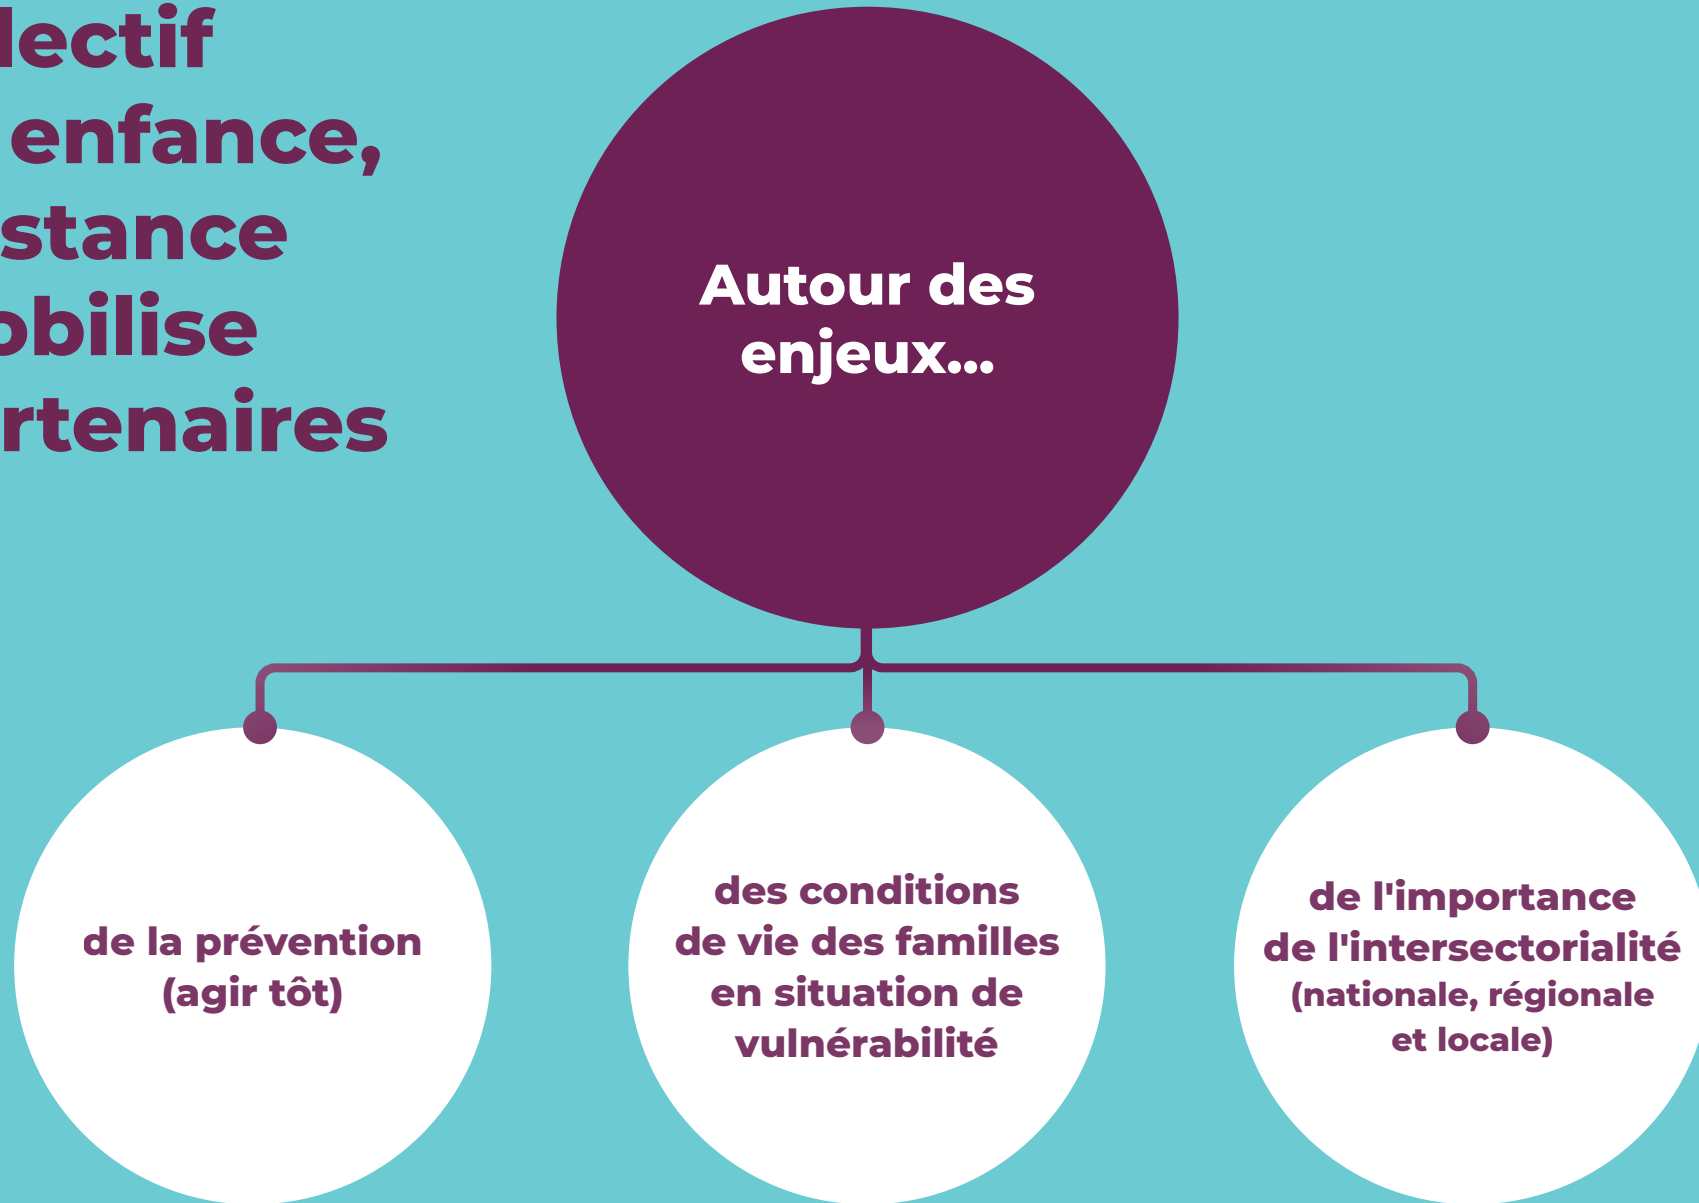 lectif
enfance,
stance
obilise
rtenaires
Autour des
enjeux...
de la prévention
(agir tôt)
des conditions
de vie des familles
en situation de
vulnérabilité
de l'importance
de l'intersectorialité
(nationale, régionale
et locale)